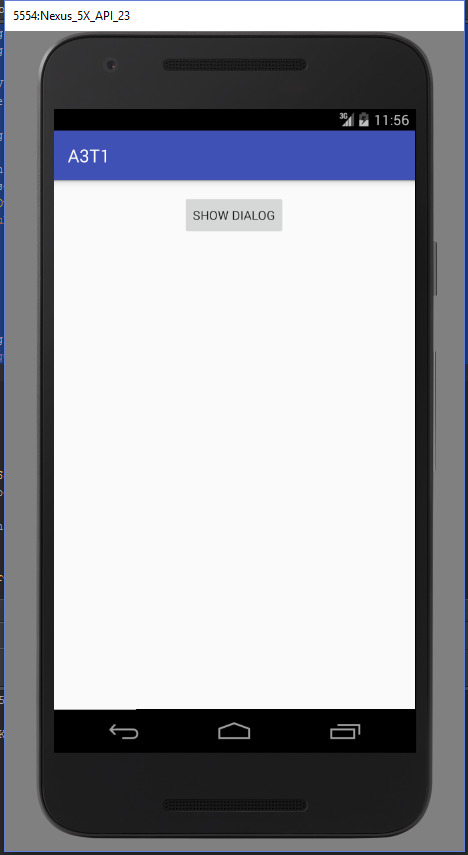 5554:Nexus_5X_API_23
3G 11:56
A3T1
SHOW DIALOG